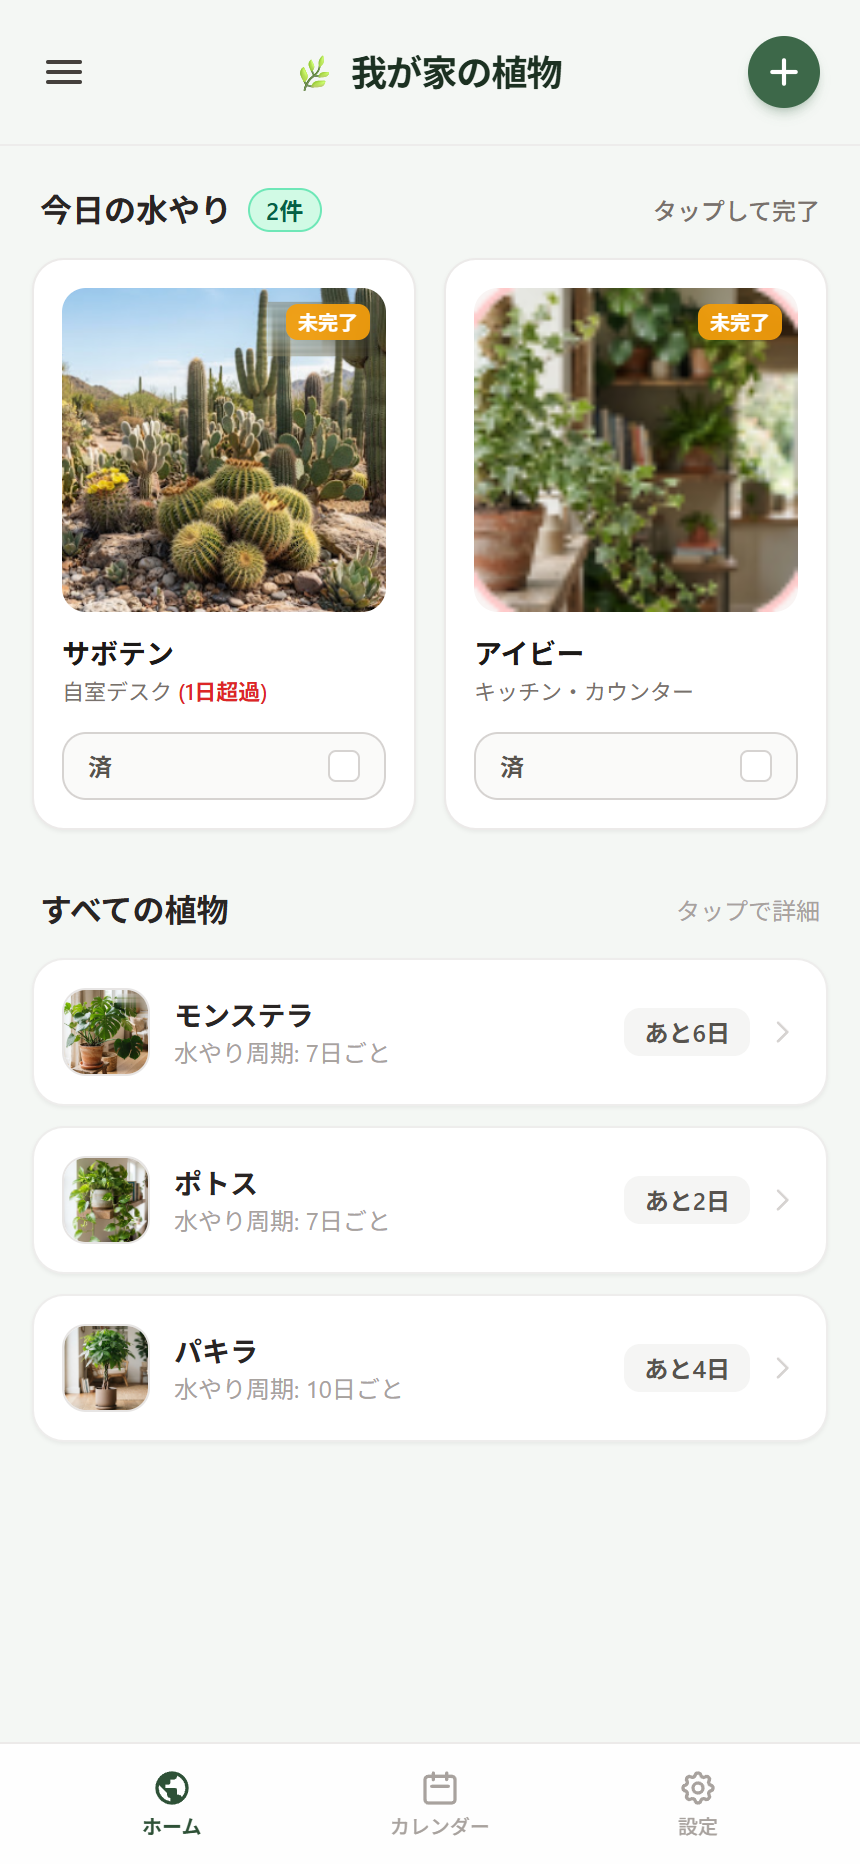 我が家の植物
今日の水やり
2件
タップして完了
未完了
サボテン
自室デスク (1日超過)
済
未完了
アイビー
キッチン・カウンター
済
すべての植物
タップで詳細
モンステラ
水やり周期: 7日ごと
あと6日
ポトス
水やり周期: 7日ごと
あと2日
パキラ
水やり周期: 10日ごと
あと4日
ホーム
カレンダー
設定